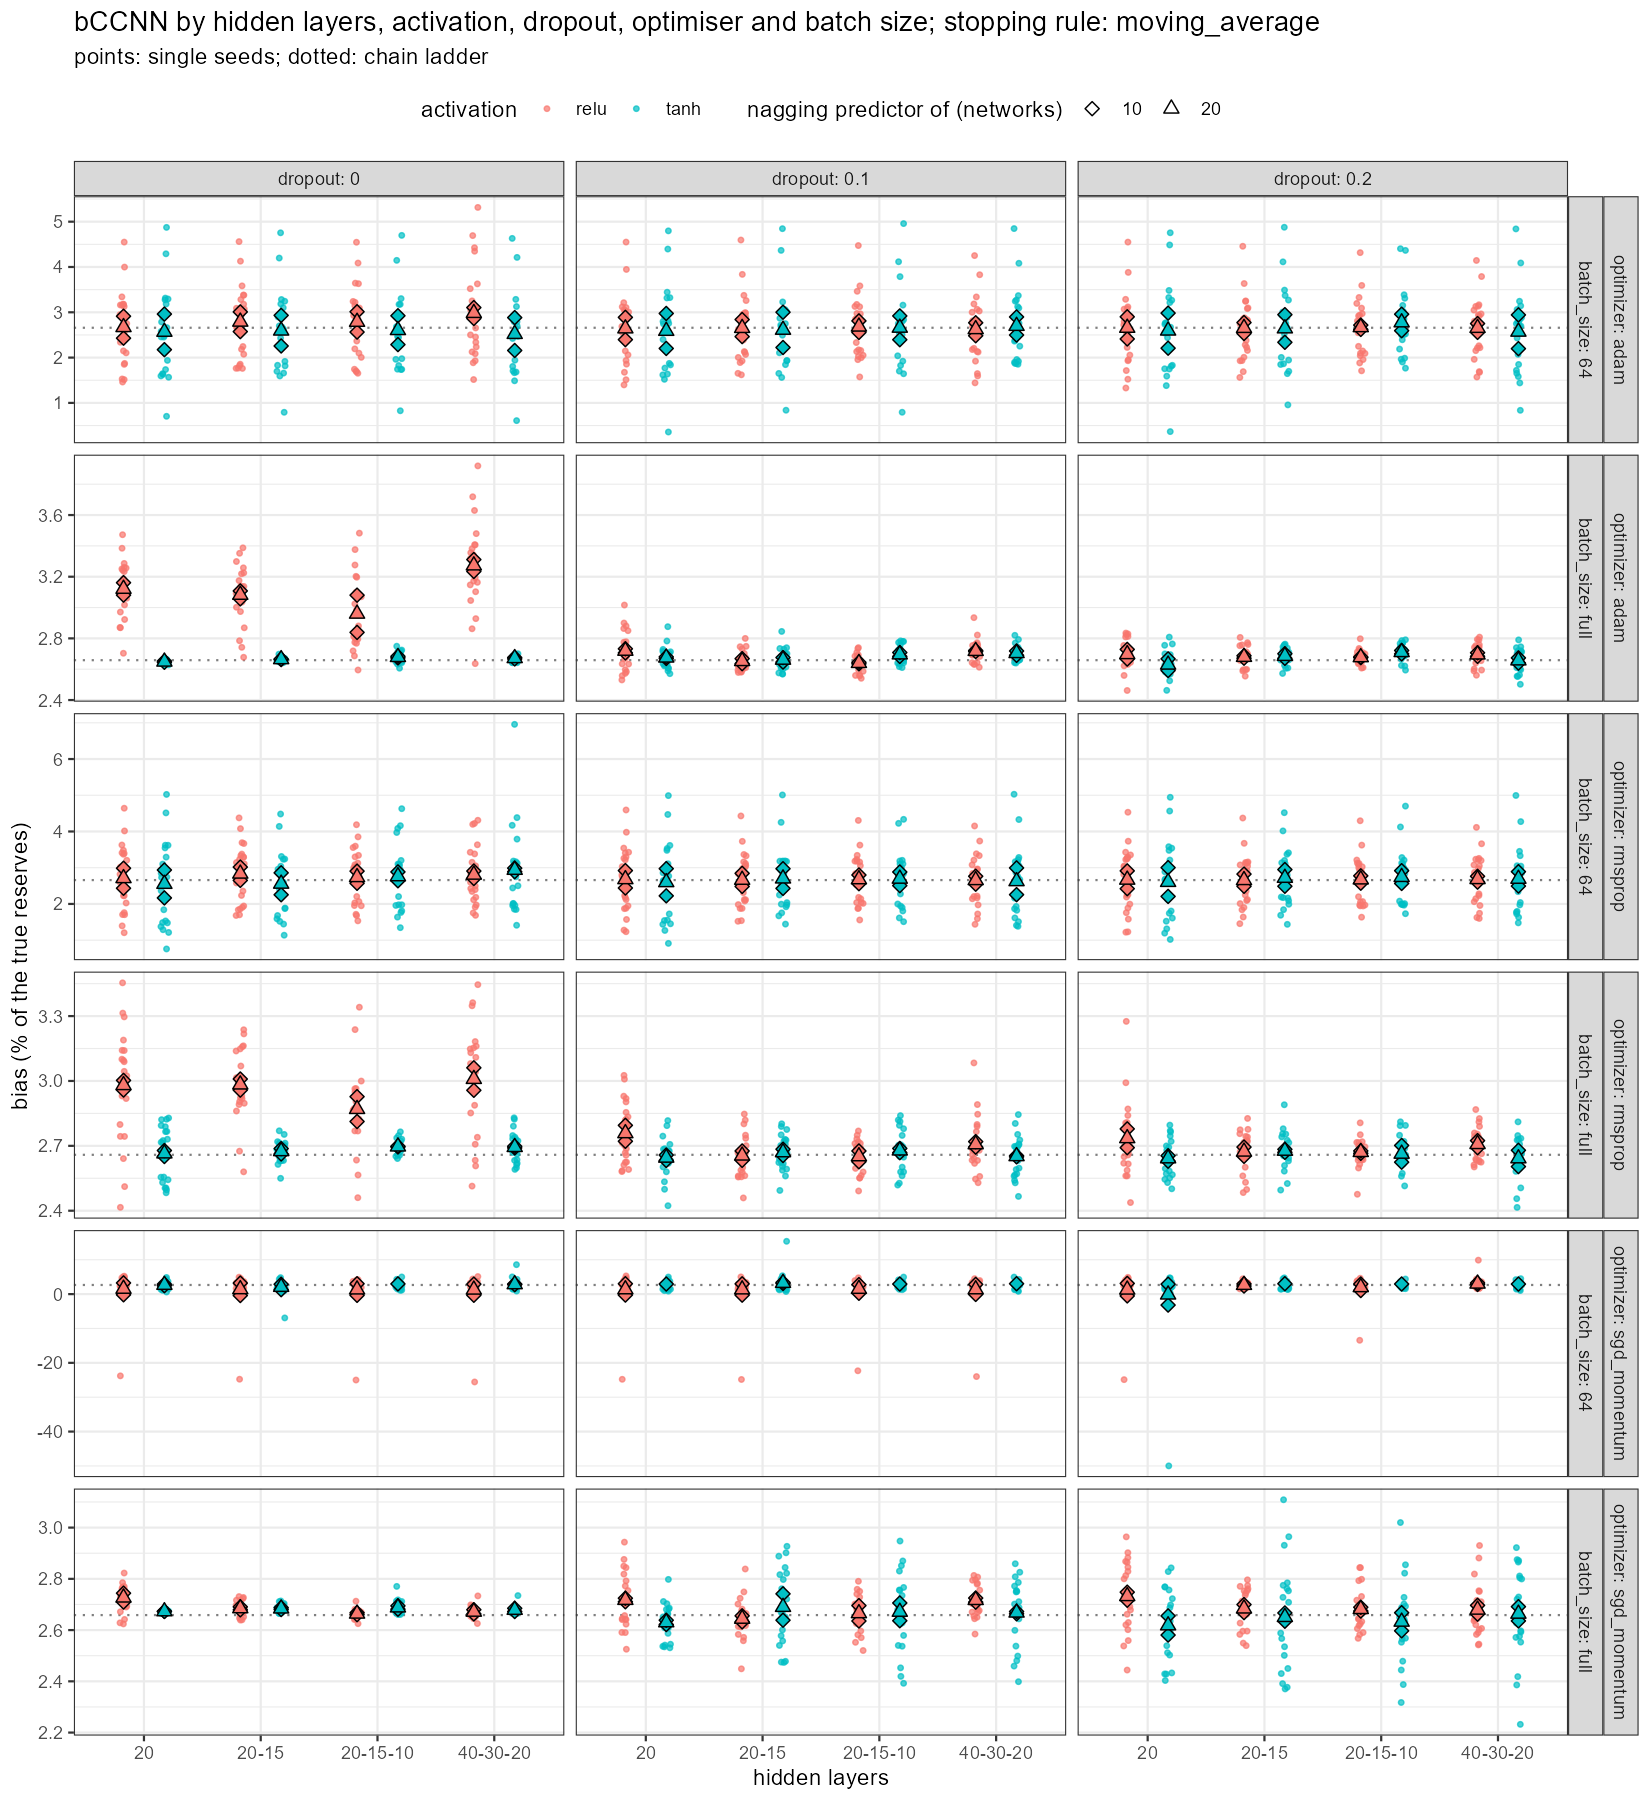 bCCNN by hidden layers, activation, dropout, optimiser and batch size; stopping rule: moving_average
points: single seeds; dotted: chain ladder
activation relu tanh nagging predictor of (networks) 10 20
dropout: 0 dropout: 0.1 dropout: 0.2
5
4
3
2
1
batch_size: 64
optimizer: adam
3.6
3.2
2.8
2.4
batch_size: full
optimizer: adam
6
4
2
batch_size: 64
optimizer: rmsprop
3.3
3.0
2.7
2.4
batch_size: full
optimizer: rmsprop
0
-20
-40
batch_size: 64
optimizer: sgd_momentum
3.0
2.8
2.6
2.4
2.2
batch_size: full
optimizer: sgd_momentum
bias (% of the true reserves)
20 20-15 20-15-10 40-30-20 20 20-15 20-15-10 40-30-20 20 20-15 20-15-10 40-30-20
hidden layers